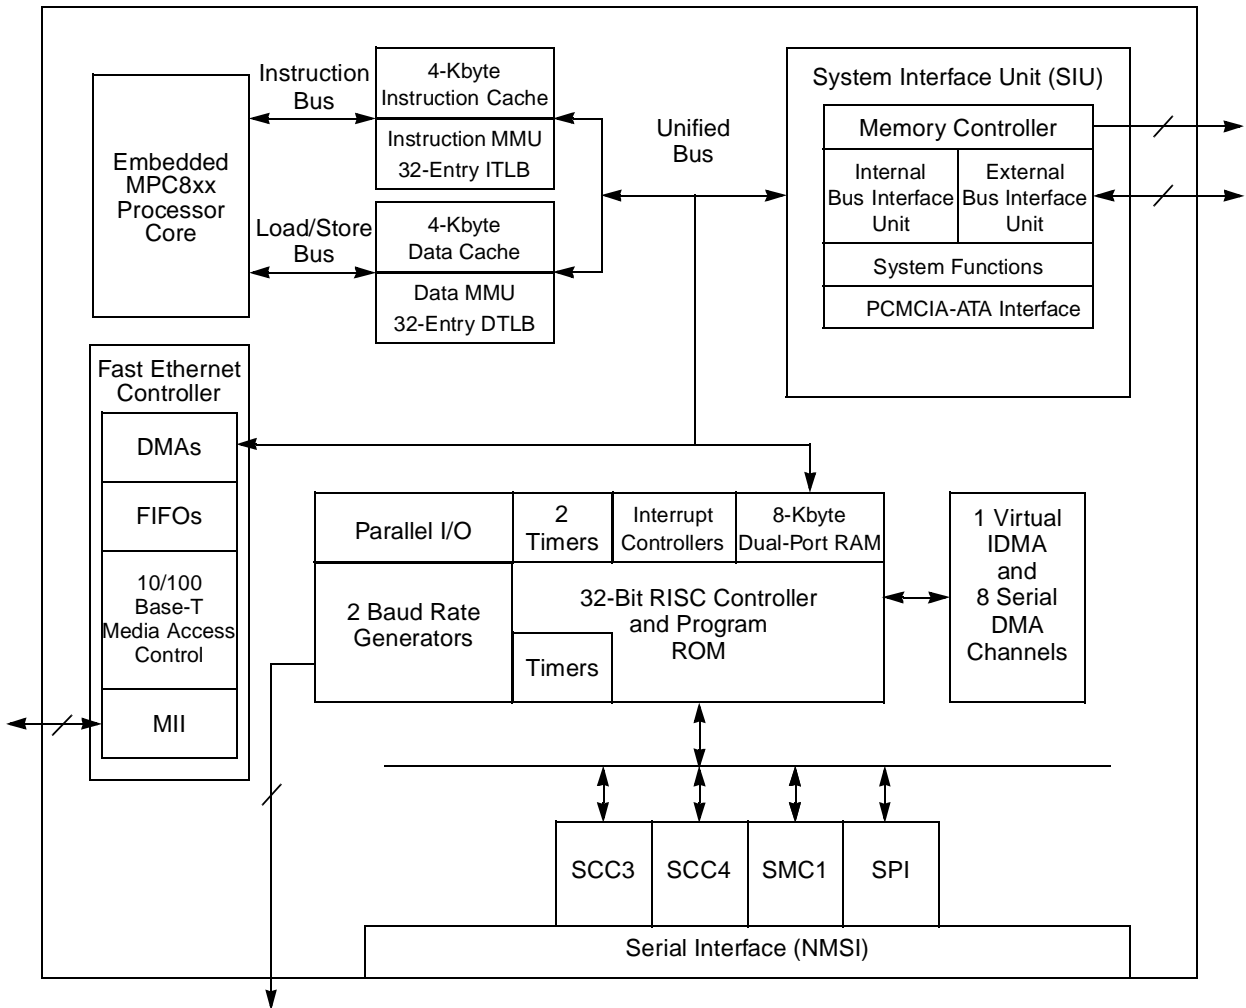 Embedded
MPC8xx
Processor
Core
Instruction
Bus
Load/Store
Bus
4-Kbyte
Instruction Cache
Instruction MMU
32-Entry ITLB
4-Kbyte
Data Cache
Data MMU
32-Entry DTLB
Unified
Bus
System Interface Unit (SIU)
Memory Controller
Internal
Bus Interface
Unit
External
Bus Interface
Unit
System Functions
PCMCIA-ATA Interface
Fast Ethernet
Controller
DMAs
FIFOs
10/100
Base-T
Media Access
Control
MII
Parallel I/O
2
Timers
Interrupt
Controllers
8-Kbyte
Dual-Port RAM
2 Baud Rate
Generators
Timers
32-Bit RISC Controller
and Program
ROM
1 Virtual
IDMA
and
8 Serial
DMA
Channels
SCC3
SCC4
SMC1
SPI
Serial Interface (NMSI)